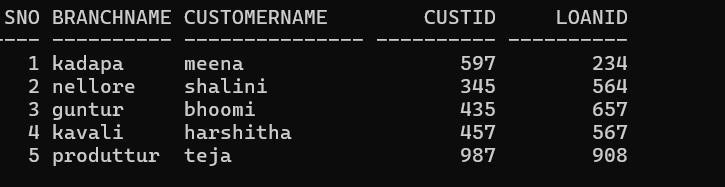 SNO BRANCHNAME CUSTOMERNAME CUSTID LOANID
---- ---------- --------------- ---------- ----------
1 kadapa meena 597 234
2 nellore shalini 345 564
3 guntur bhoomi 435 657
4 kavali harshitha 457 567
5 produttur teja 987 908